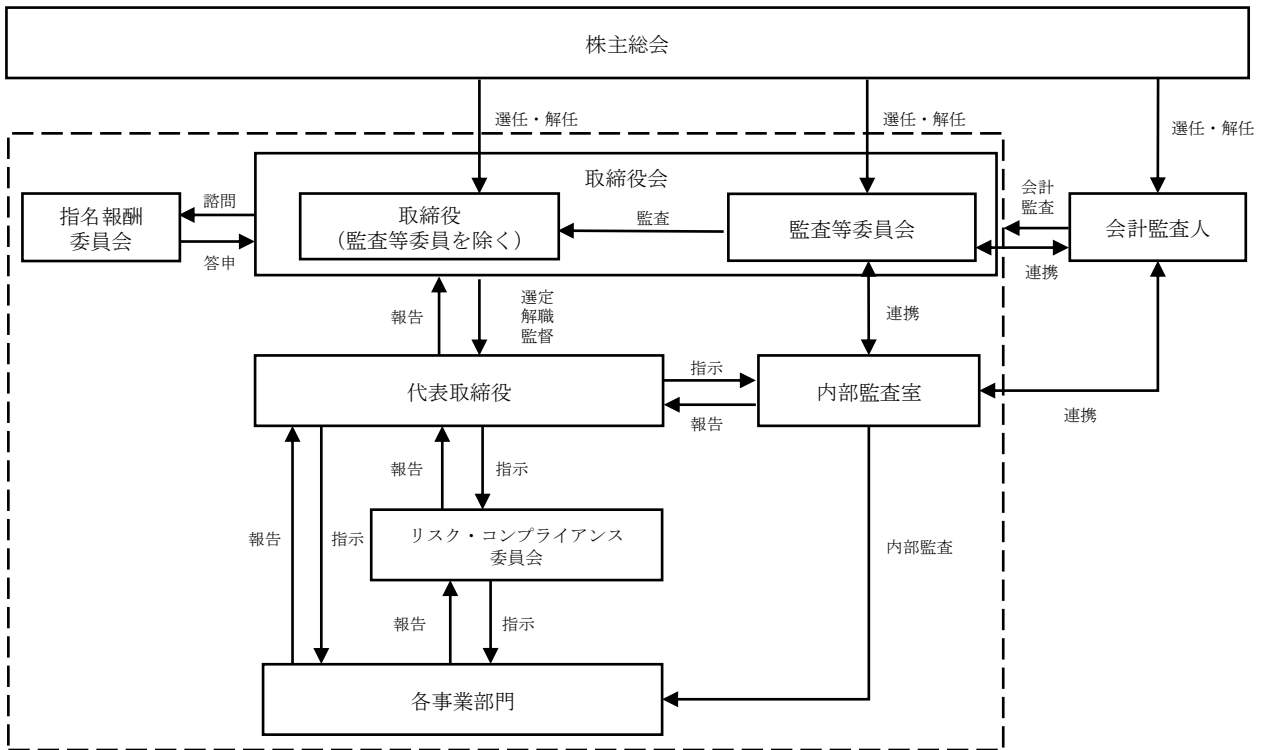 株主総会
選任・解任
選任・解任
選任・解任
取締役会
指名報酬
委員会
諮問
答申
取締役
（監査等委員を除く）
監査
監査等委員会
会計
監査
連携
会計監査人
報告
選定
解職
監督
連携
代表取締役
指示
報告
内部監査室
連携
報告
指示
報告
指示
リスク・コンプライアンス
委員会
内部監査
報告
指示
各事業部門